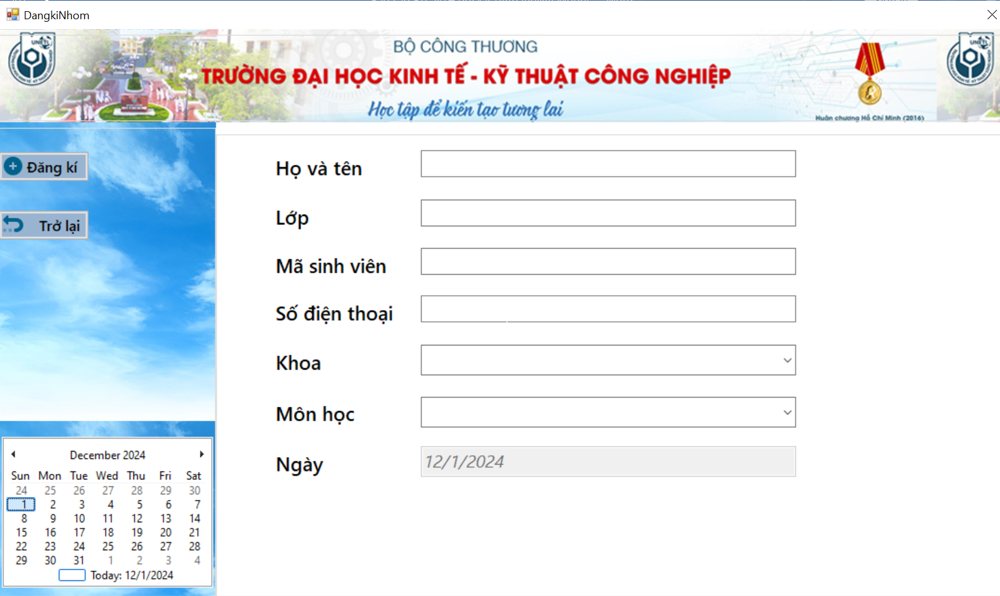 DangkiNhom
BỘ CÔNG THƯƠNG
TRƯỜNG ĐẠI HỌC KINH TẾ - KỸ THUẬT CÔNG NGHIỆP
Học tập để kiến tạo tương lai
Huân chương Hồ Chí Minh (2016)
UNETI
UNETI
Đăng kí
Trở lại
Họ và tên
Lớp
Mã sinh viên
Số điện thoại
Khoa
Môn học
Ngày 12/1/2024
December 2024
Sun Mon Tue Wed Thu Fri Sat
24 25 26 27 28 29 30
1 2 3 4 5 6 7
8 9 10 11 12 13 14
15 16 17 18 19 20 21
22 23 24 25 26 27 28
29 30 31 1 2 3 4
Today: 12/1/2024